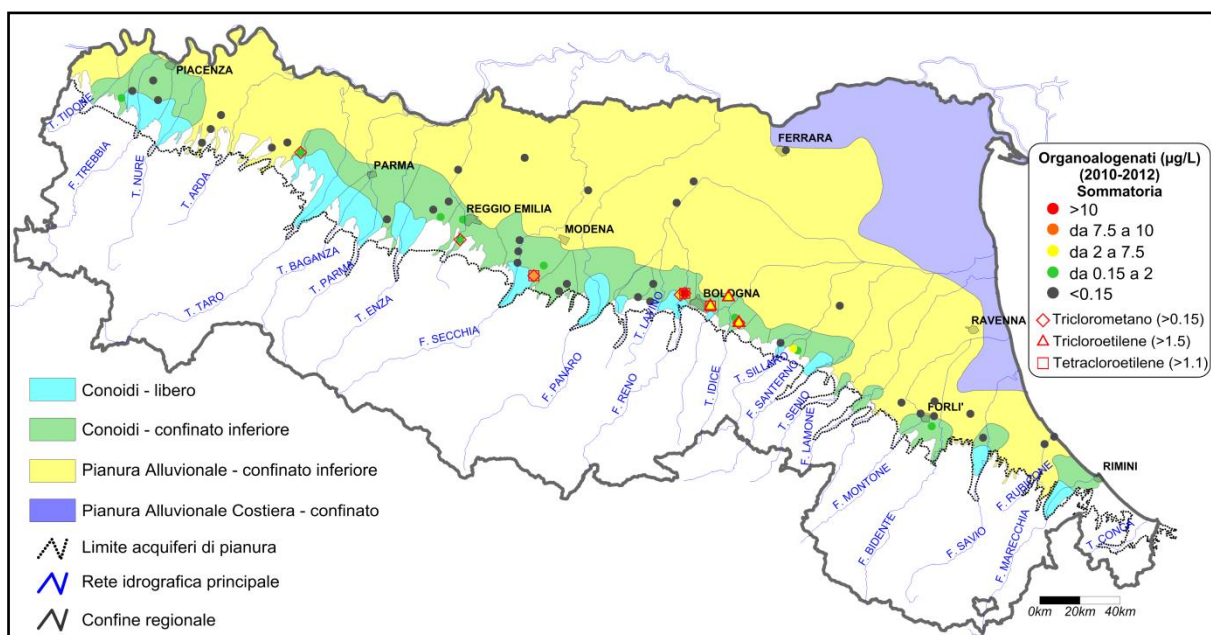 PIACENZA
T. TIDONE
F. TREBBIA
T. NURE
T. ARDA
PARMA
REGGIO EMILIA
MODENA
FERRARA
BOLOGNA
RAVENNA
FORLI'
RIMINI
T. TARO
T. BAGANZA
T. PARMA
T. ENZA
F. SECCHIA
F. PANARO
F. RENO
T. LAVINO
T. IDICE
T. SILLARO
F. SANTERNO
T. SENIO
F. LAMONE
F. MONTONE
F. BIDENTE
F. SAVIO
F. RUBICONE
F. MARECCHIA
T. CONCA
Organoalogenati (µg/L)
(2010-2012)
Sommatoria
>10
da 7.5 a 10
da 2 a 7.5
da 0.15 a 2
<0.15
Triclorometano (>0.15)
Tricloroetilene (>1.5)
Tetracloroetilene (>1.1)
Conoidi - libero
Conoidi - confinato inferiore
Pianura Alluvionale - confinato inferiore
Pianura Alluvionale Costiera - confinato
Limite acquiferi di pianura
Rete idrografica principale
Confine regionale
0km 20km 40km